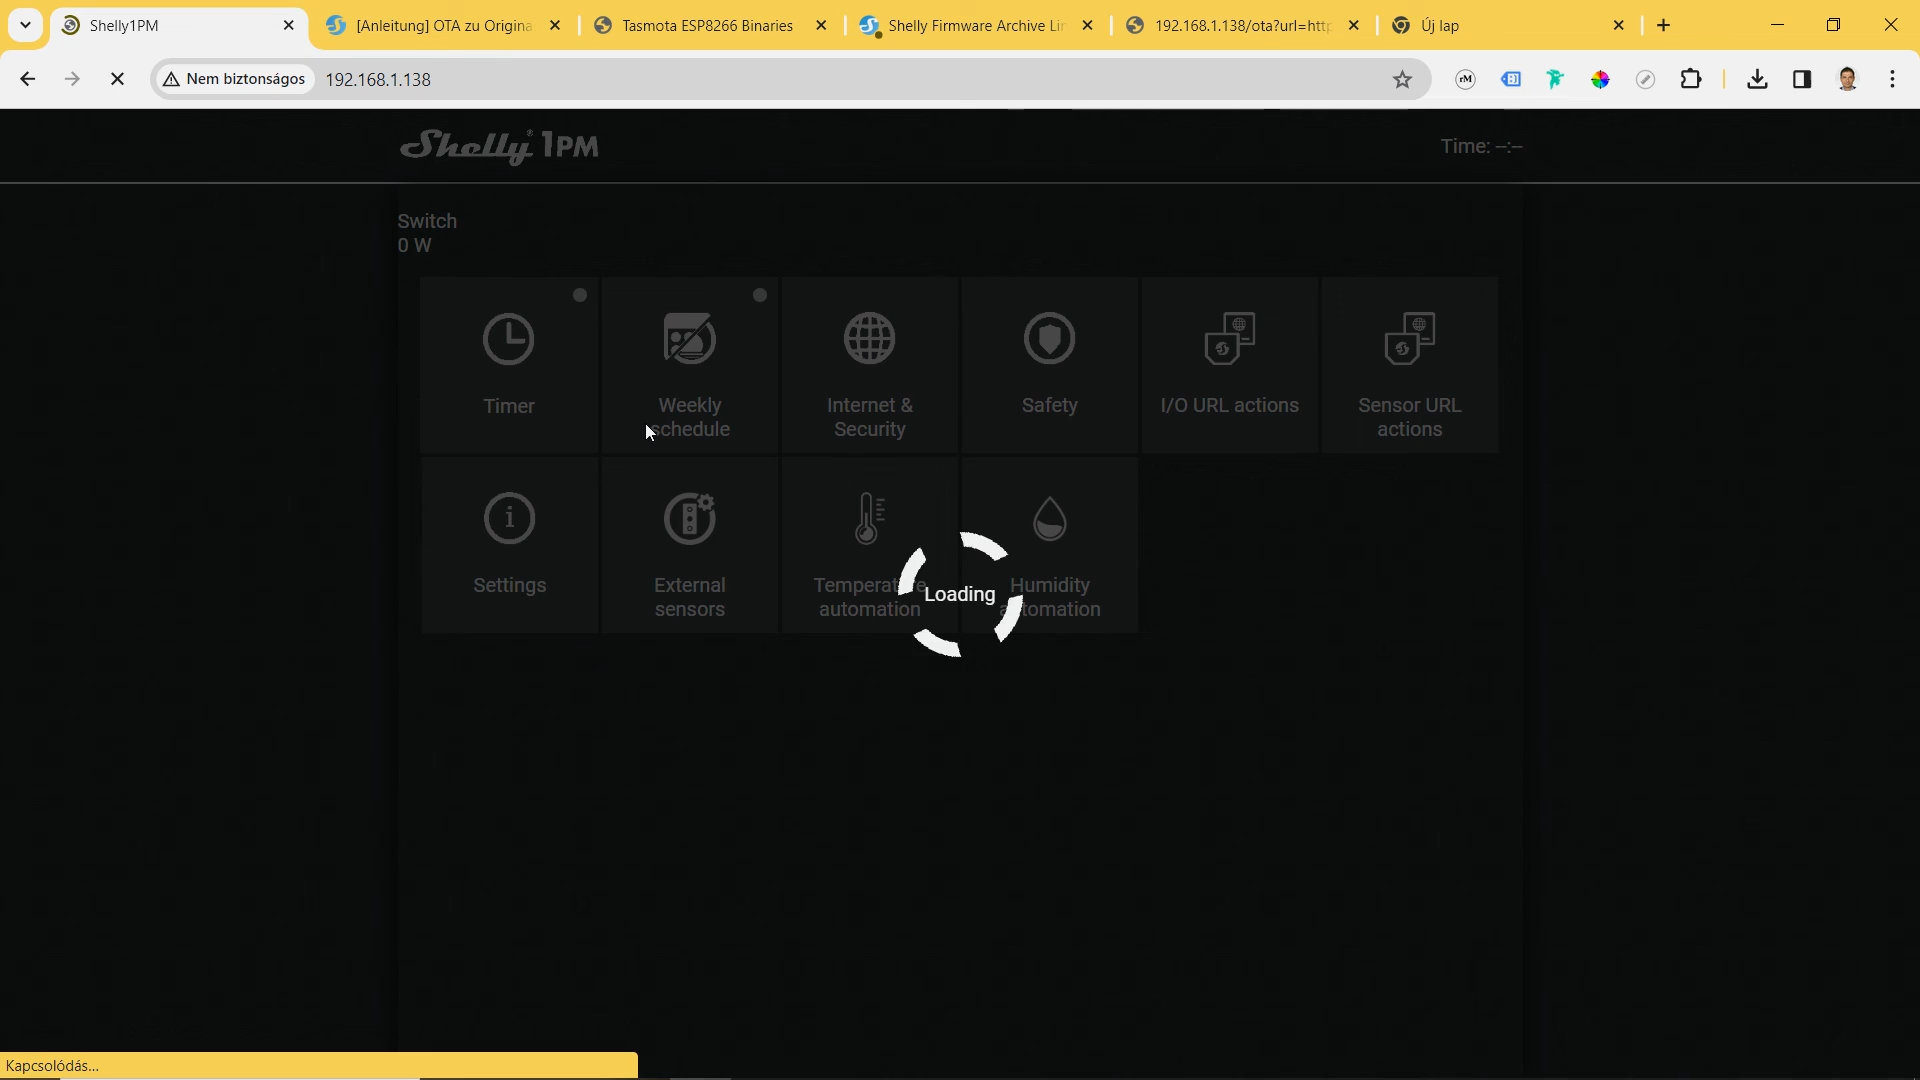 Shelly1PM
[Anleitung] OTA zu Origina
Tasmota ESP8266 Binaries
Shelly Firmware Archive Lin
192.168.1.138/ota?url=http
Új lap
Nem biztonságos
192.168.1.138
rM
Shelly® 1PM
Time: --:--
Switch
0 W
Timer
Weekly
schedule
Internet &
Security
Safety
I/O URL actions
Sensor URL
actions
Settings
External
sensors
Temperature
automation
Humidity
automation
Loading
Kapcsolódás...